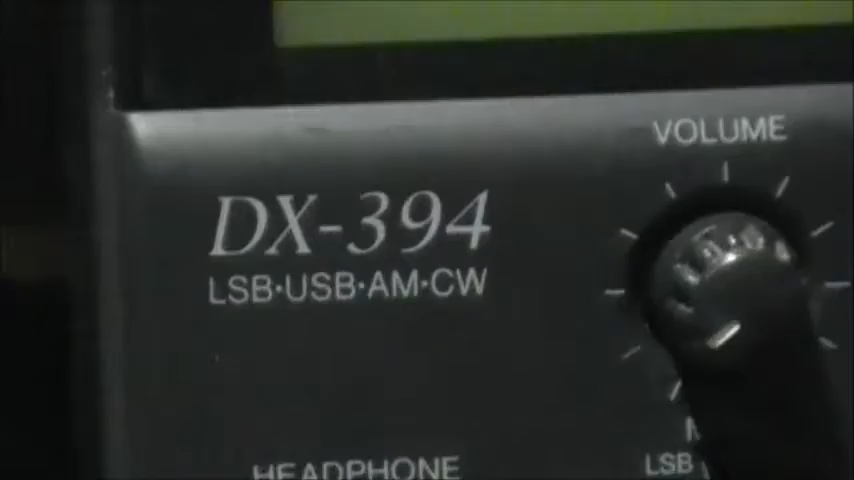 VOLUME
DX-394
LSB·USB·AM·CW
LSB
HEADPHONE